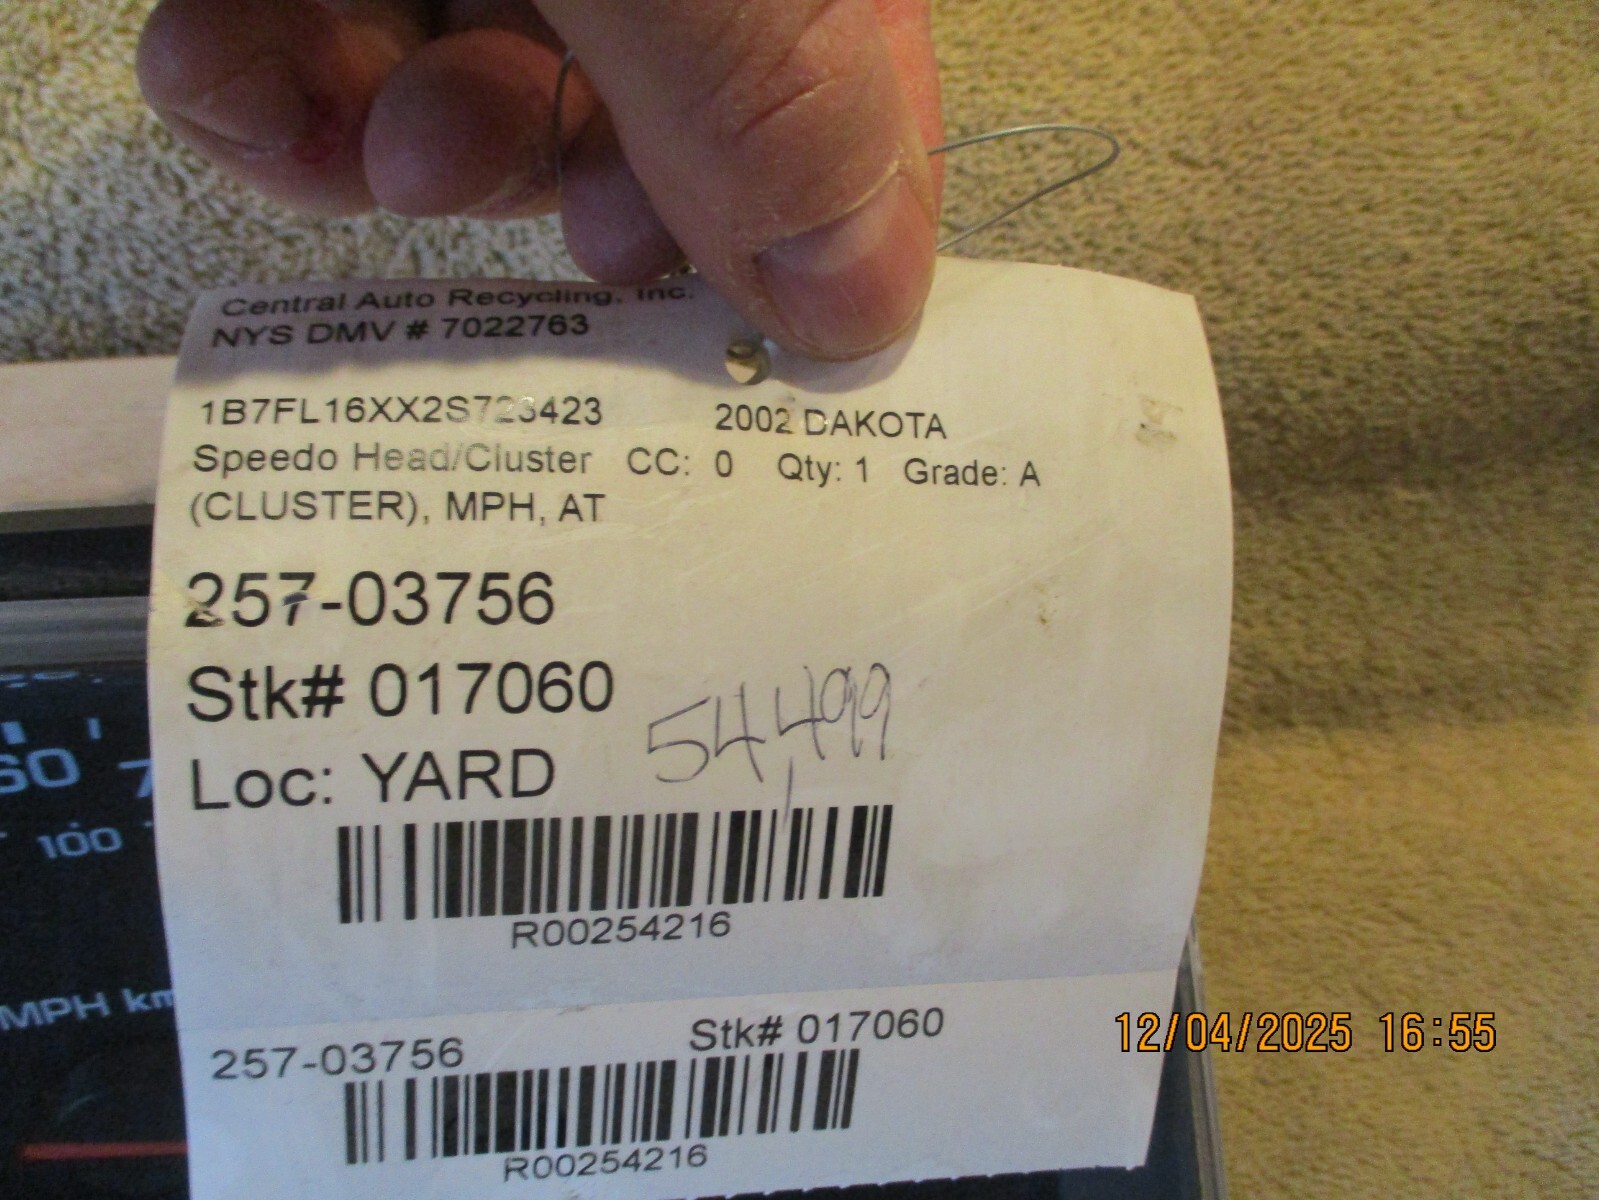 Central Auto Recycling, Inc.
NYS DMV # 7022763
1B7FL16XX2S723423 2002 DAKOTA
Speedo Head/Cluster CC: 0 Qty: 1 Grade: A
(CLUSTER), MPH, AT
257-03756
Stk# 017060
54,499
Loc: YARD
R00254216
257-03756 Stk# 017060
R00254216
60 7
100
MPH km
12/04/2025 16:55